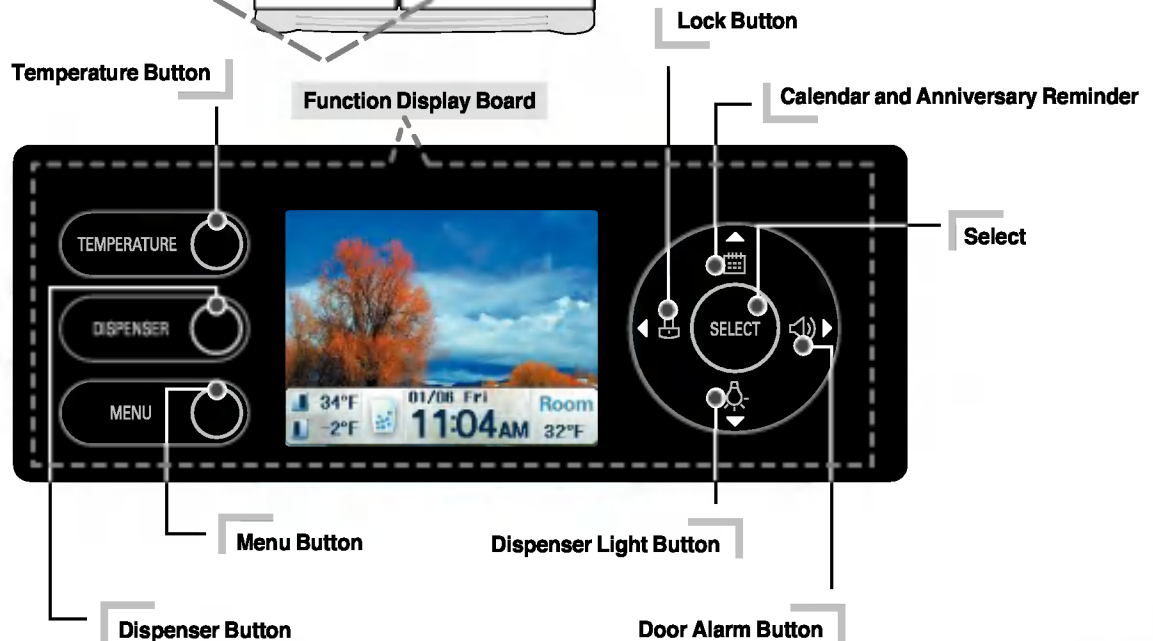 Lock Button
Temperature Button
Function Display Board
Calendar and Anniversary Reminder
TEMPERATURE
Select
DISPENSER
SELECT
MENU
34°F
-2°F
01/06 Fri
11:04AM
Room
32°F
Menu Button
Dispenser Light Button
Dispenser Button
Door Alarm Button